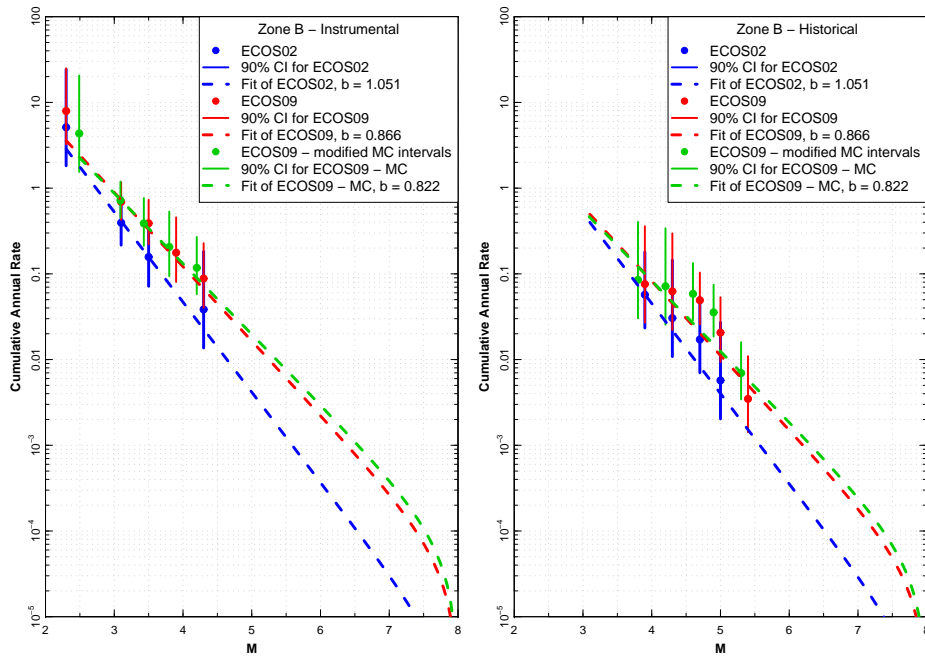 Zone B − Instrumental
ECOS02
90% CI for ECOS02
Fit of ECOS02, b = 1.051
ECOS09
90% CI for ECOS09
Fit of ECOS09, b = 0.866
ECOS09 − modified MC intervals
90% CI for ECOS09 − MC
Fit of ECOS09 − MC, b = 0.822
Cumulative Annual Rate
100
10
1
0.1
0.01
10−3
10−4
10−5
2 3 4 5 6 7 8
M
Zone B − Historical
ECOS02
90% CI for ECOS02
Fit of ECOS02, b = 1.051
ECOS09
90% CI for ECOS09
Fit of ECOS09, b = 0.866
ECOS09 − modified MC intervals
90% CI for ECOS09 − MC
Fit of ECOS09 − MC, b = 0.822
Cumulative Annual Rate
100
10
1
0.1
0.01
10−3
10−4
10−5
2 3 4 5 6 7 8
M